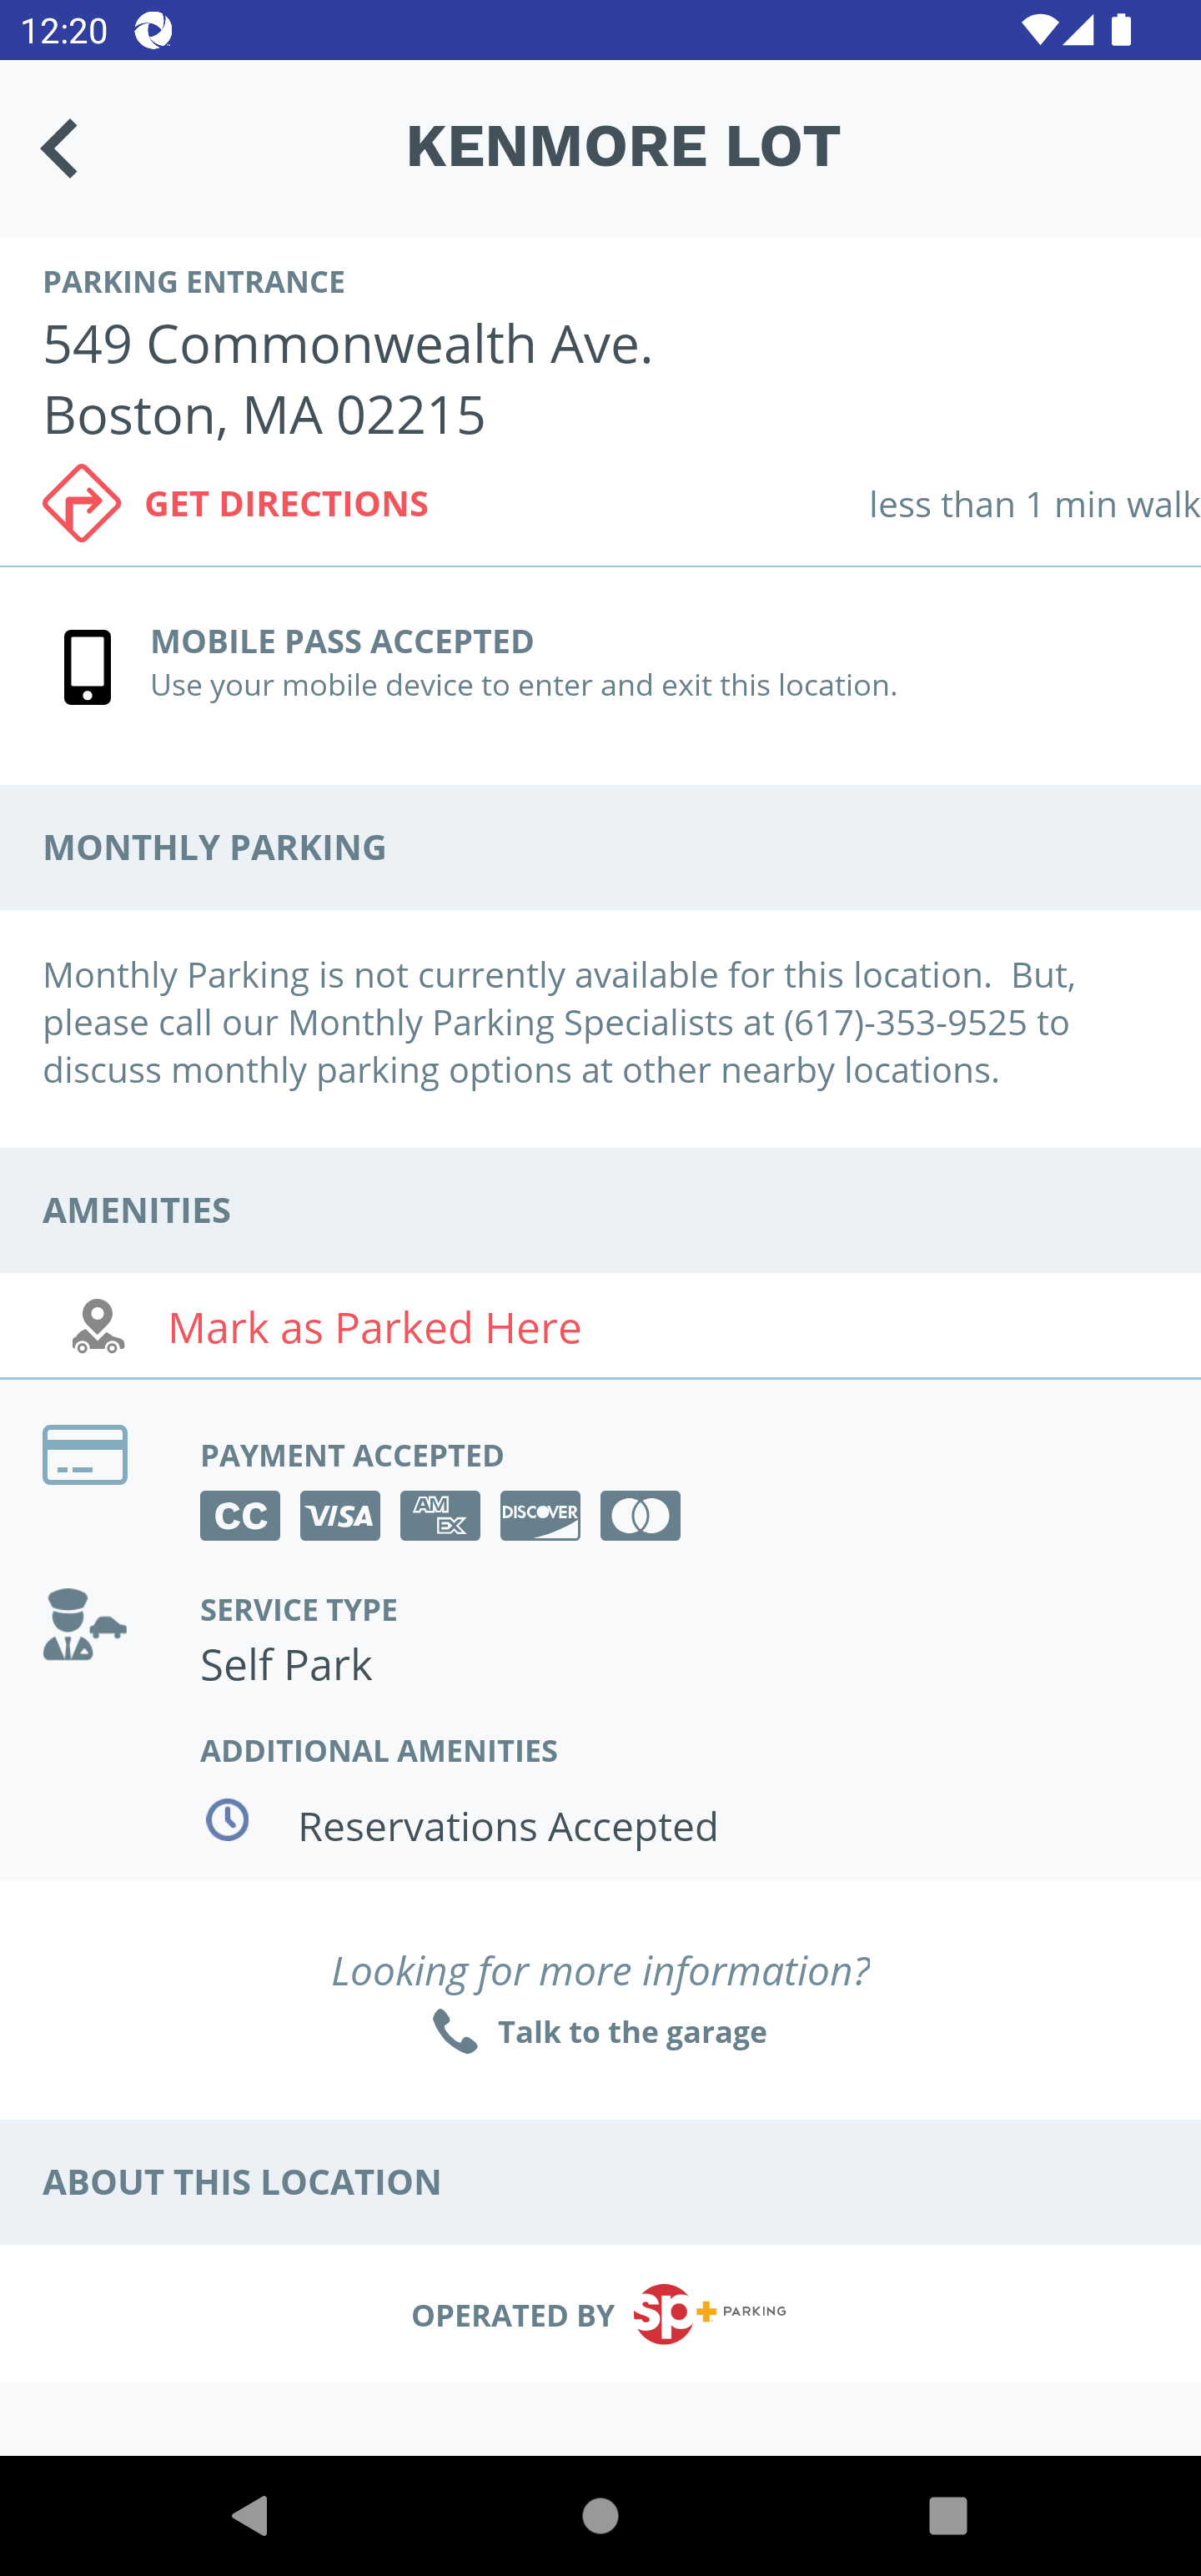 12:20
KENMORE LOT
PARKING ENTRANCE
549 Commonwealth Ave.
Boston, MA 02215
GET DIRECTIONS
less than 1 min walk
MOBILE PASS ACCEPTED
Use your mobile device to enter and exit this location.
MONTHLY PARKING
Monthly Parking is not currently available for this location.  But,
please call our Monthly Parking Specialists at (617)-353-9525 to
discuss monthly parking options at other nearby locations.
AMENITIES
Mark as Parked Here
PAYMENT ACCEPTED
CC VISA AM EX DISCOVER
SERVICE TYPE
Self Park
ADDITIONAL AMENITIES
Reservations Accepted
Looking for more information?
Talk to the garage
ABOUT THIS LOCATION
OPERATED BY sp+ PARKING